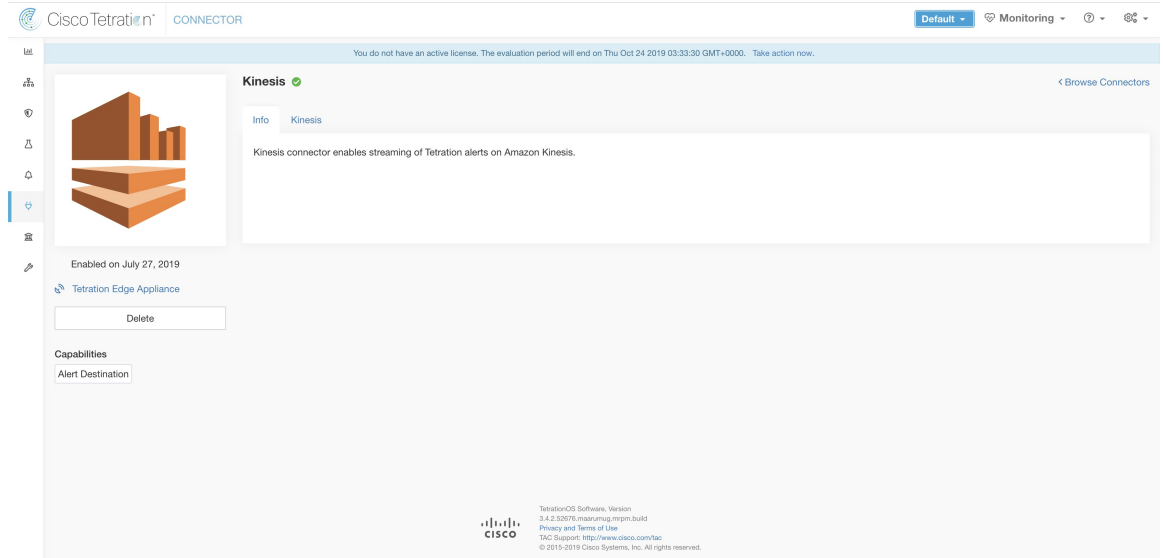 Cisco Tetration CONNECTOR Default Monitoring
You do not have an active license. The evaluation period will end on Thu Oct 24 2019 03:33:30 GMT+0000. Take action now.
Kinesis
Browse Connectors
Info Kinesis
Kinesis connector enables streaming of Tetration alerts on Amazon Kinesis.
Enabled on July 27, 2019
Tetration Edge Appliance
Delete
Capabilities
Alert Destination
CISCO
TetrationOS Software, Version
3.4.2.52676.maarumug.mrpm.build
Privacy and Terms of Use
TAC Support: http://www.cisco.com/tac
© 2015-2019 Cisco Systems, Inc. All rights reserved.